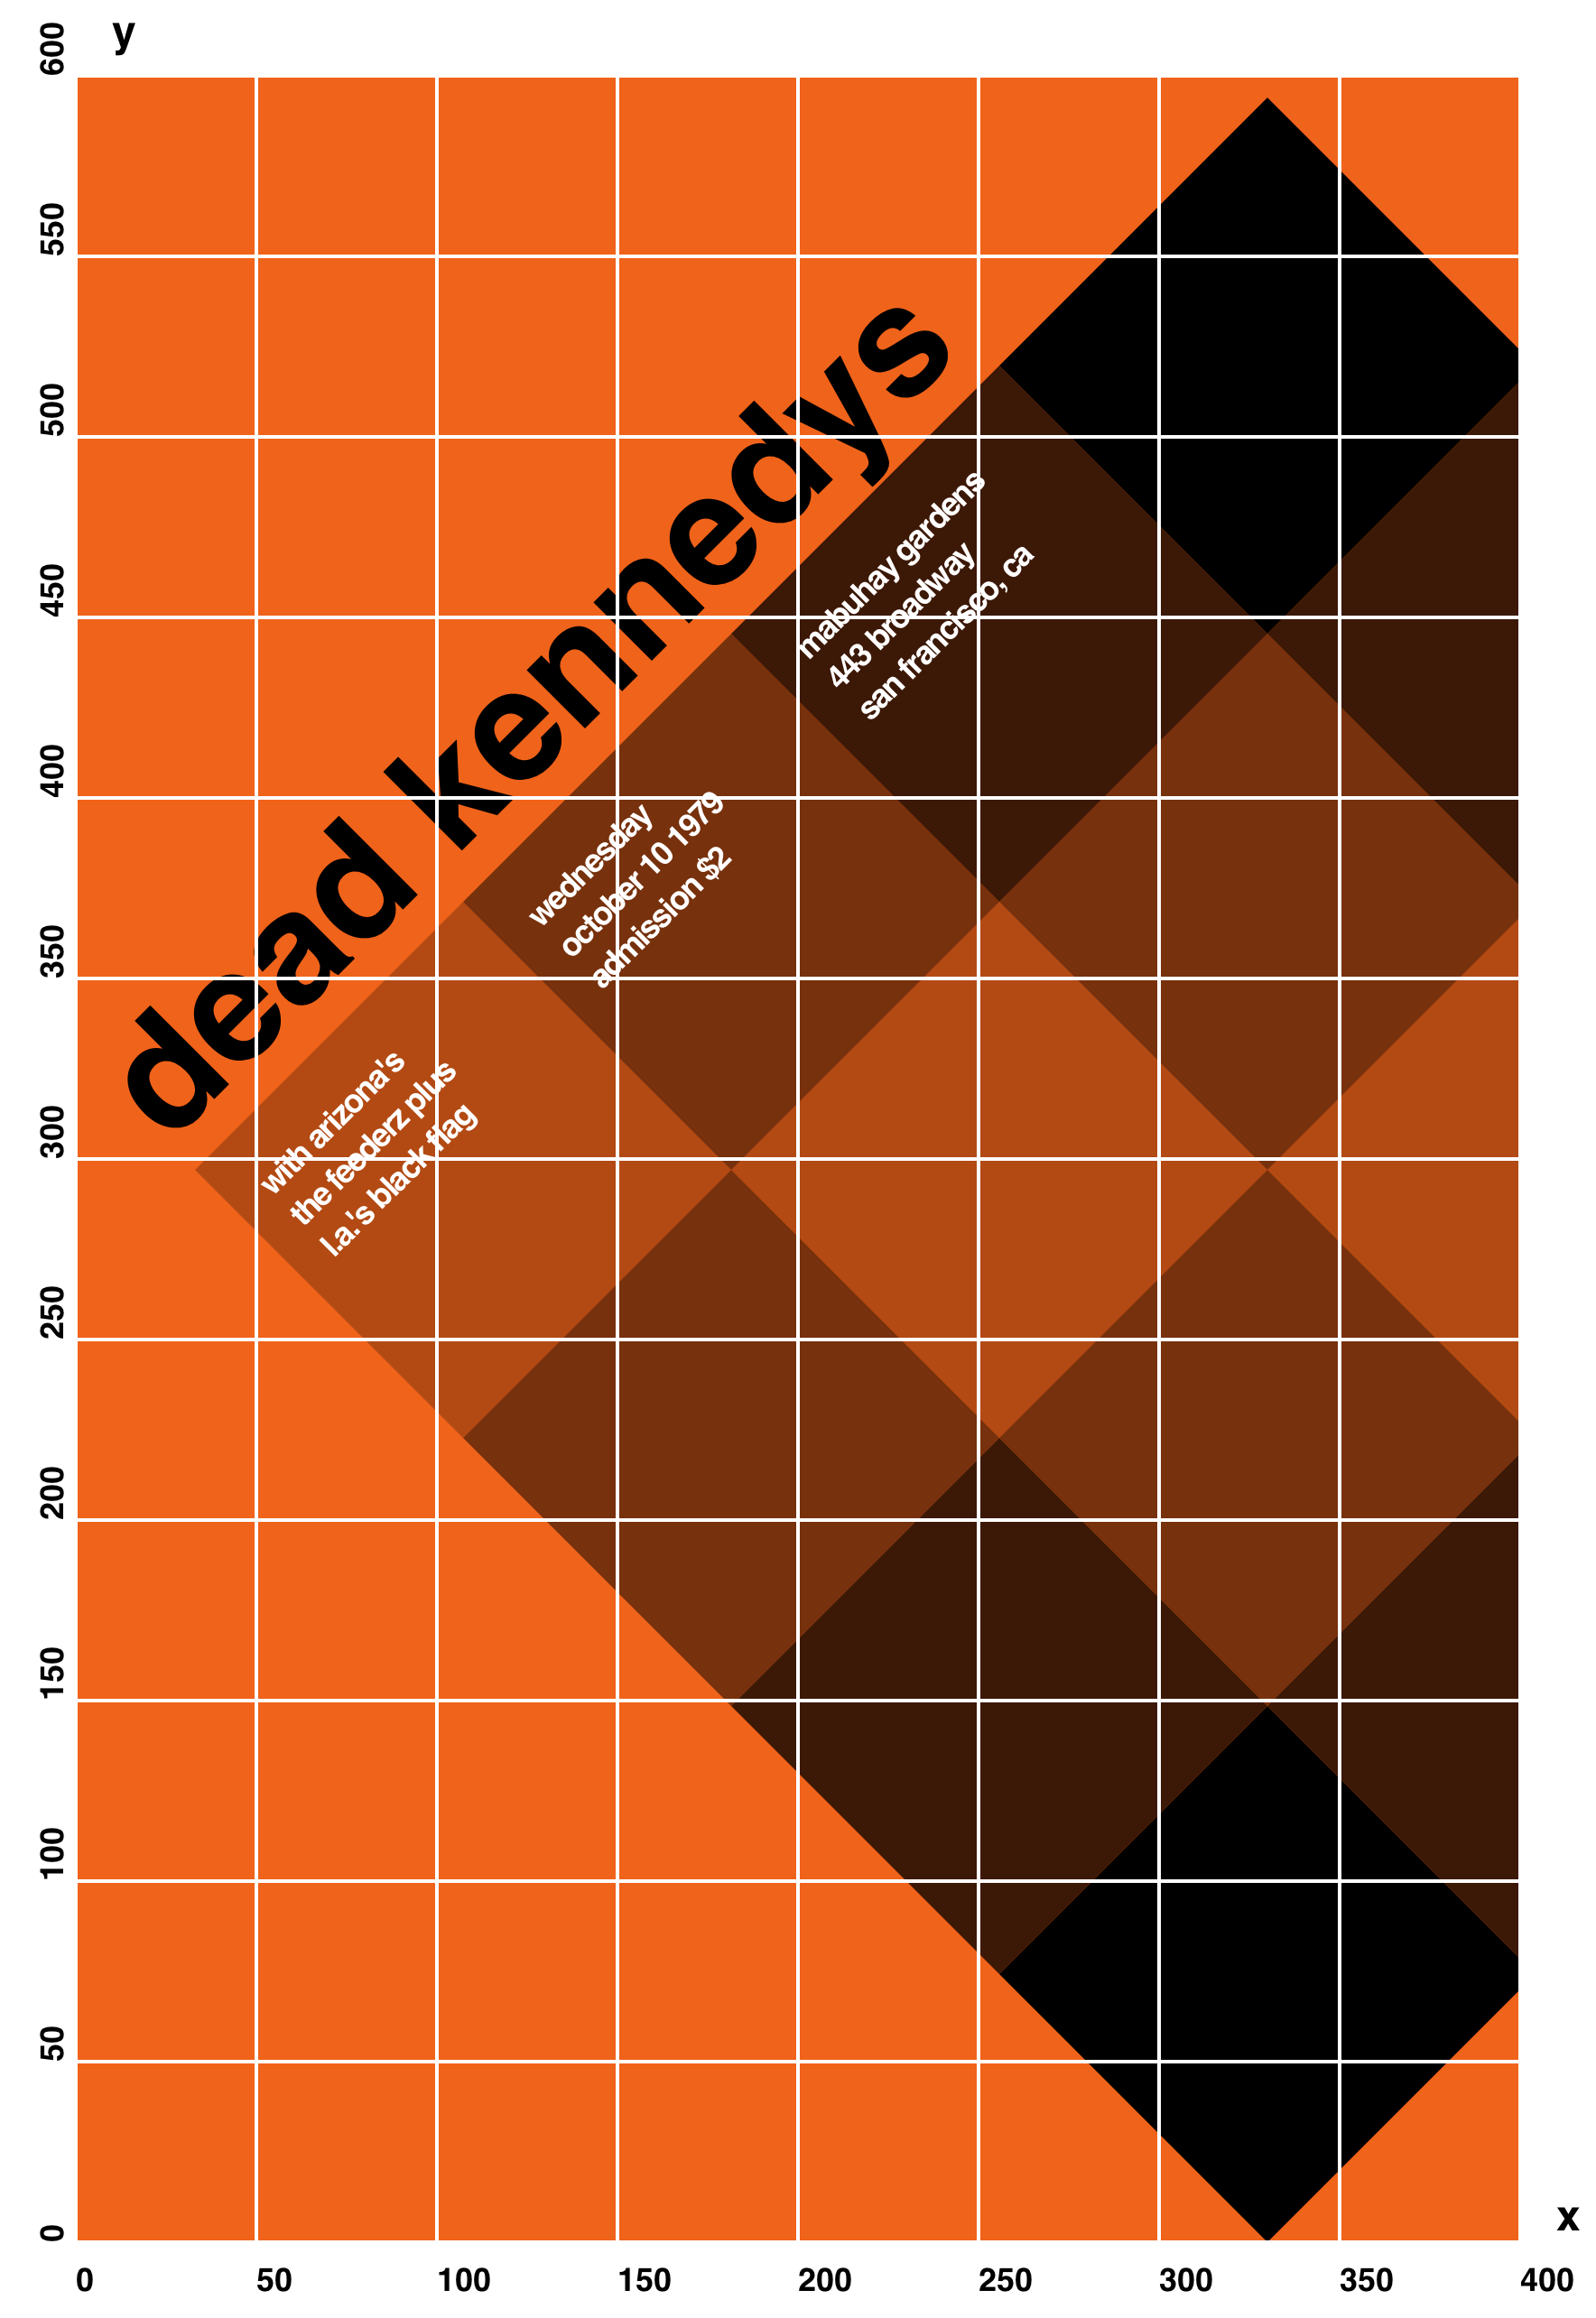 y
600
550
500
450
400
350
300
250
200
150
100
50
0
dead kennedys
mabuhay gardens
443 broadway
san francisco, ca
wednesday
october 10 1979
admission $2
with arizona's
the feederz plus
l.a.'s black flag
x
0 50 100 150 200 250 300 350 400